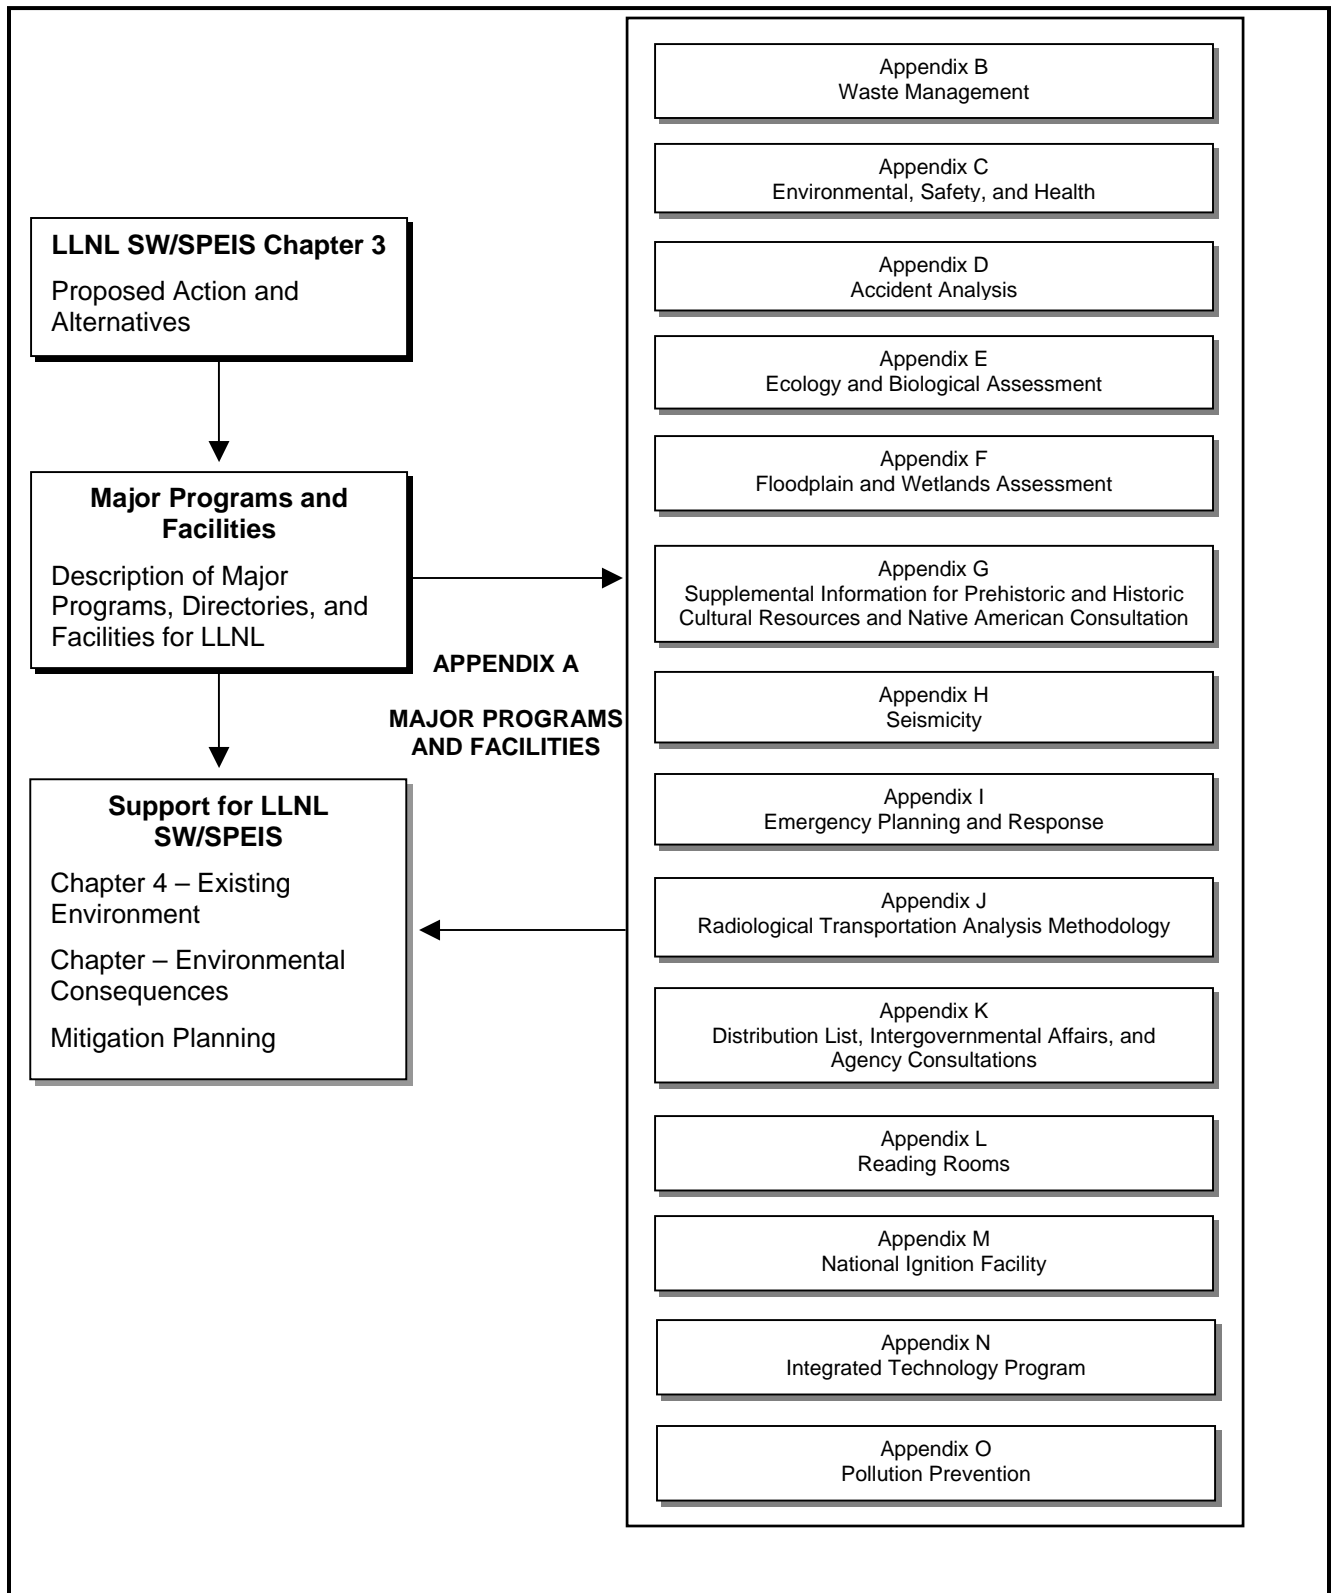 LLNL SW/SPEIS Chapter 3
Proposed Action and
Alternatives
Major Programs and
Facilities
Description of Major
Programs, Directories, and
Facilities for LLNL
APPENDIX A
MAJOR PROGRAMS
AND FACILITIES
Support for LLNL
SW/SPEIS
Chapter 4 – Existing
Environment
Chapter – Environmental
Consequences
Mitigation Planning
Appendix B
Waste Management
Appendix C
Environmental, Safety, and Health
Appendix D
Accident Analysis
Appendix E
Ecology and Biological Assessment
Appendix F
Floodplain and Wetlands Assessment
Appendix G
Supplemental Information for Prehistoric and Historic
Cultural Resources and Native American Consultation
Appendix H
Seismicity
Appendix I
Emergency Planning and Response
Appendix J
Radiological Transportation Analysis Methodology
Appendix K
Distribution List, Intergovernmental Affairs, and
Agency Consultations
Appendix L
Reading Rooms
Appendix M
National Ignition Facility
Appendix N
Integrated Technology Program
Appendix O
Pollution Prevention